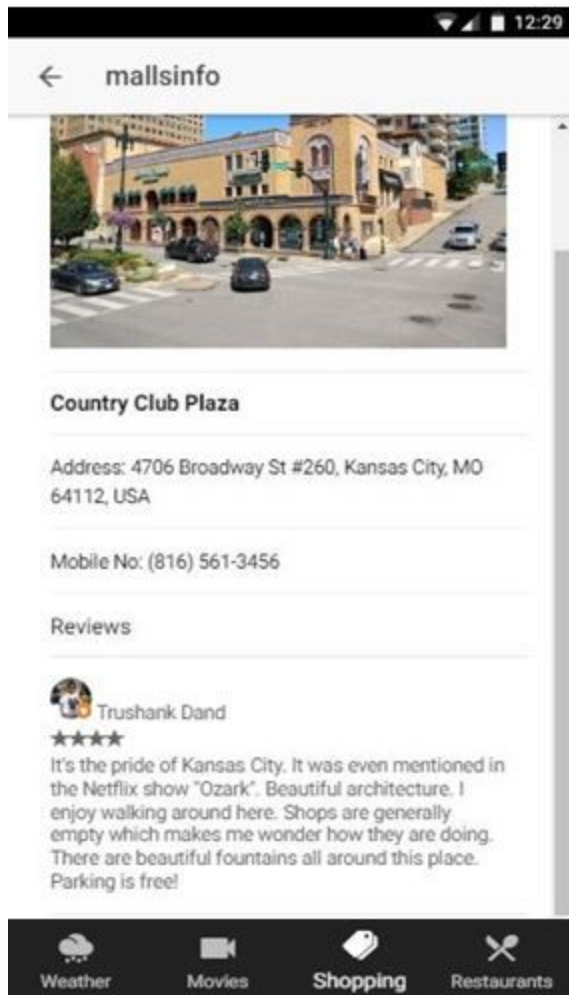 12:29
mallsinfo
Country Club Plaza
Address: 4706 Broadway St #260, Kansas City, MO
64112, USA
Mobile No: (816) 561-3456
Reviews
Trushank Dand
★★★★
It's the pride of Kansas City. It was even mentioned in
the Netflix show "Ozark". Beautiful architecture. I
enjoy walking around here. Shops are generally
empty which makes me wonder how they are doing.
There are beautiful fountains all around this place.
Parking is free!
Weather
Movies
Shopping
Restaurants